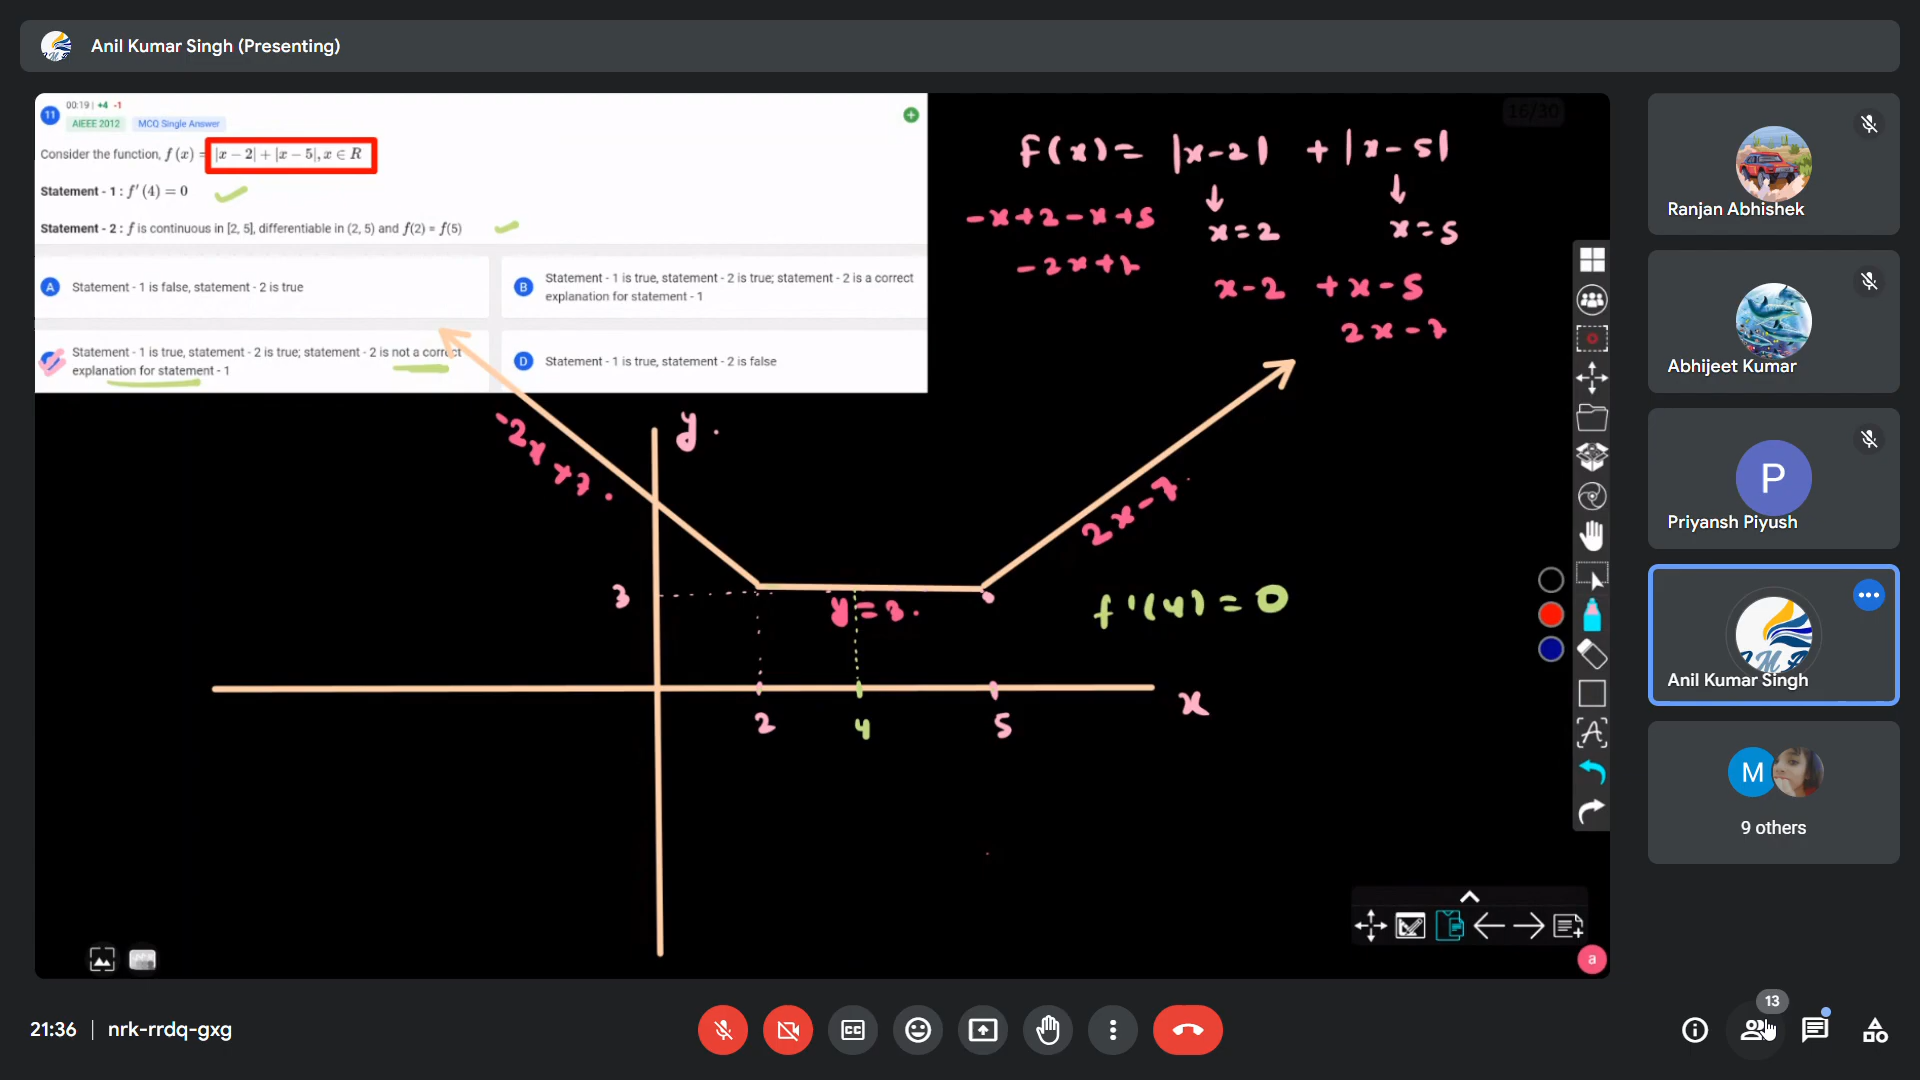 Anil Kumar Singh (Presenting)
11
00:19 | +4 -1
AIEEE 2012 MCQ Single Answer
Consider the function, f (x) = |x − 2| + |x − 5|, x ∈ R
Statement - 1 : f′ (4) = 0
Statement - 2 : f is continuous in [2, 5], differentiable in (2, 5) and f(2) = f(5)
A Statement - 1 is false, statement - 2 is true
B Statement - 1 is true, statement - 2 is true; statement - 2 is a correct
explanation for statement - 1
Statement - 1 is true, statement - 2 is true; statement - 2 is not a correct
explanation for statement - 1
D Statement - 1 is true, statement - 2 is false
16/30
f(x) = |x-2| + |x-5|
-x+2-x+5
x=2
x=5
-2x+7
x-2 +x-5
2x-7
y
-2x+7
2x-7
3
y=3
f'(4) = 0
x
2
4
5
a
Ranjan Abhishek
Abhijeet Kumar
P
Priyansh Piyush
Anil Kumar Singh
M
9 others
21:36 | nrk-rrdq-gxg
CC
13